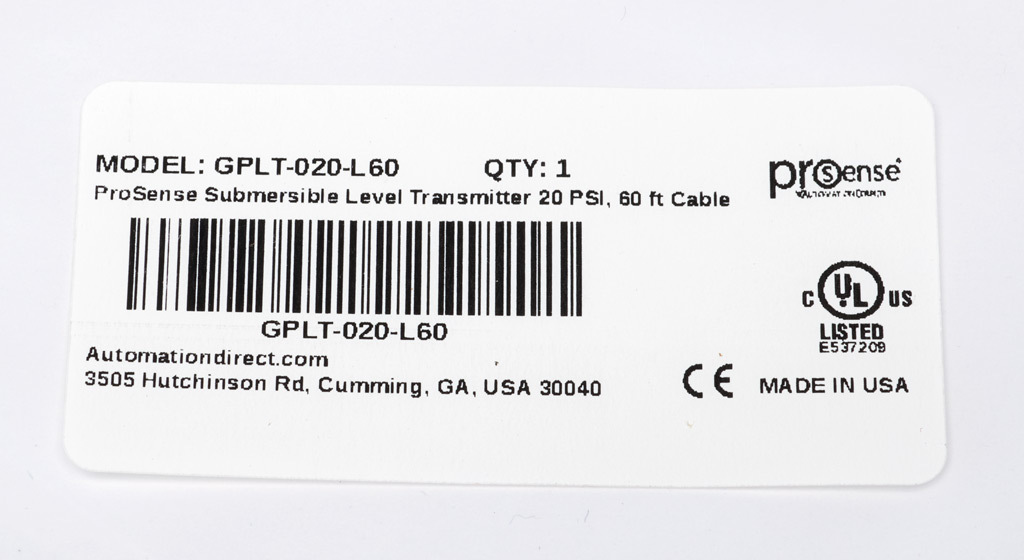 MODEL: GPLT-020-L60 QTY: 1
prosense
ProSense Submersible Level Transmitter 20 PSI, 60 ft Cable
GPLT-020-L60
C UL US
LISTED
E537209
Automationdirect.com
3505 Hutchinson Rd, Cumming, GA, USA 30040
CE MADE IN USA